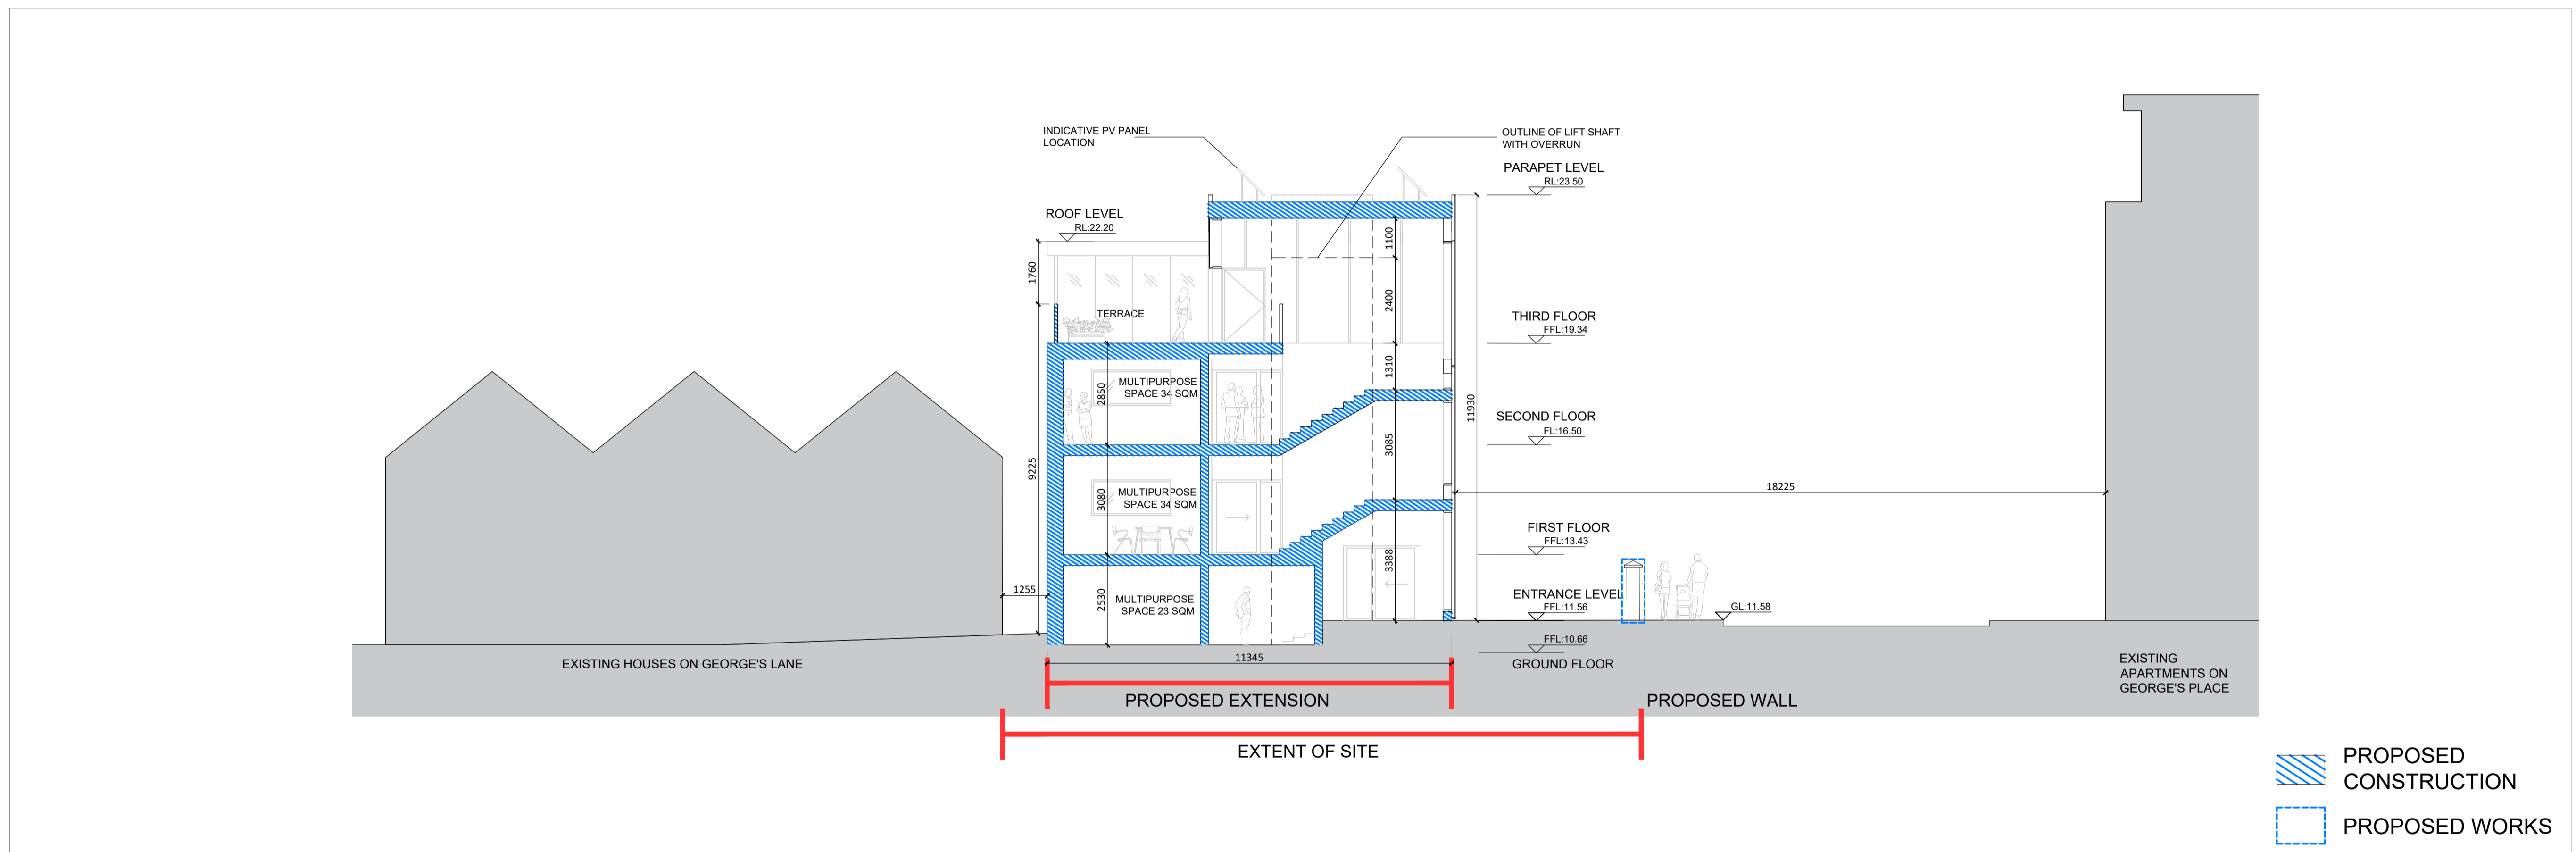 INDICATIVE PV PANEL
LOCATION
OUTLINE OF LIFT SHAFT
WITH OVERRUN
PARAPET LEVEL
RL:23.50
ROOF LEVEL
RL:22.20
1760
1100
2400
TERRACE
THIRD FLOOR
FFL:19.34
1310
MULTIPURPOSE
SPACE 34 SQM
2850
11930
SECOND FLOOR
FL:16.50
3085
9225
MULTIPURPOSE
SPACE 34 SQM
3080
18225
FIRST FLOOR
FFL:13.43
3388
1255
2530
MULTIPURPOSE
SPACE 23 SQM
ENTRANCE LEVEL
FFL:11.56
GL:11.58
FFL:10.66
GROUND FLOOR
EXISTING HOUSES ON GEORGE'S LANE
11345
EXISTING
APARTMENTS ON
GEORGE'S PLACE
PROPOSED EXTENSION
PROPOSED WALL
EXTENT OF SITE
PROPOSED
CONSTRUCTION
PROPOSED WORKS